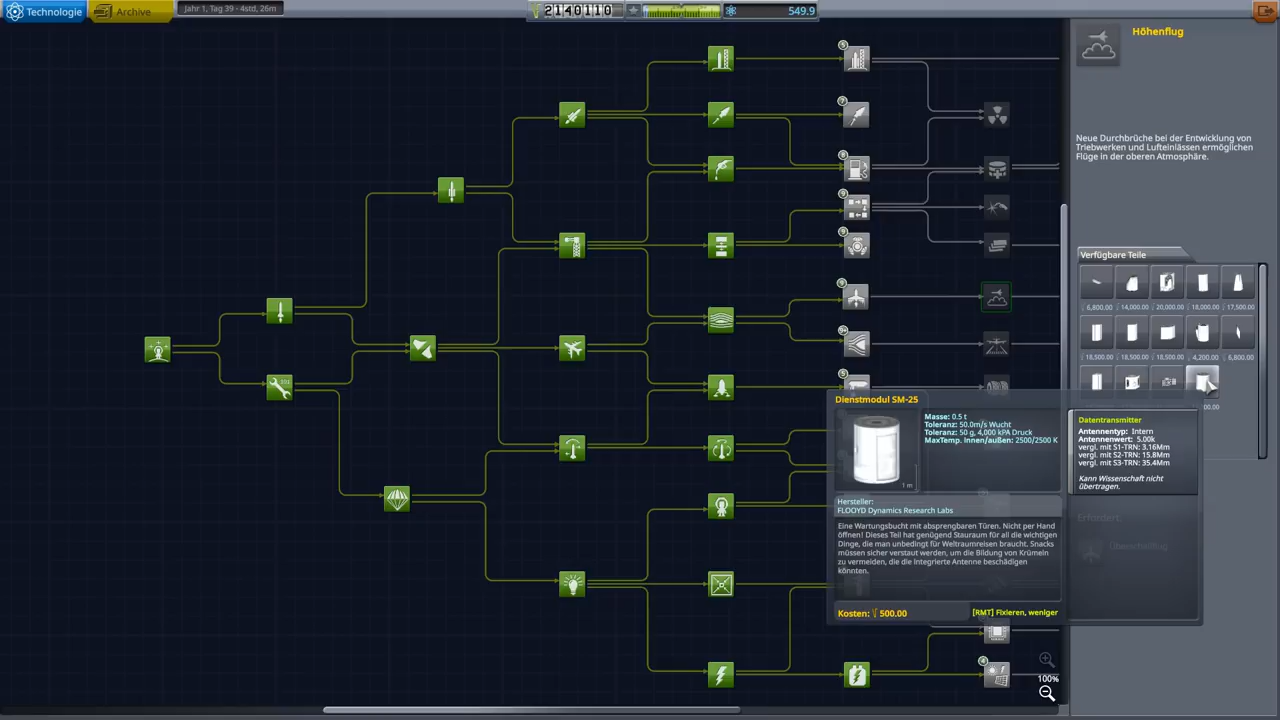 Technologie
Archive
Jahr 1, Tag 39 - 4std, 26m
2140110
549.9
Höhenflug
Neue Durchbrüche bei der Entwicklung von
Triebwerken und Lufteinlässen ermöglichen
Flüge in der oberen Atmosphäre.
Verfügbare Teile
6,800.00 14,000.00 20,000.00 18,000.00 17,500.00
18,500.00 18,500.00 18,500.00 4,200.00 6,800.00
Dienstmodul SM-25
Masse: 0.5 t
Toleranz: 50.0m/s Wucht
Toleranz: 50 g, 4,000 kPA Druck
MaxTemp. Innen/außen: 2500/2500 K
1 m
Hersteller:
FLOOYD Dynamics Research Labs
Eine Wartungsbucht mit absprengbaren Türen. Nicht per Hand
öffnen! Dieses Teil hat genügend Stauraum für all die wichtigen
Dinge, die man unbedingt für Weltraumreisen braucht. Snacks
müssen sicher verstaut werden, um die Bildung von Krümeln
zu vermeiden, die die integrierte Antenne beschädigen
könnten.
Kosten: 500.00
[RMT] Fixieren, weniger
Datentransmitter
Antennentyp: Intern
Antennenwert: 5.00k
vergl. mit S1-TRN: 3.16Mm
vergl. mit S2-TRN: 15.8Mm
vergl. mit S3-TRN: 35.4Mm
Kann Wissenschaft nicht
übertragen.
Erfordert:
Überschallflug
100%